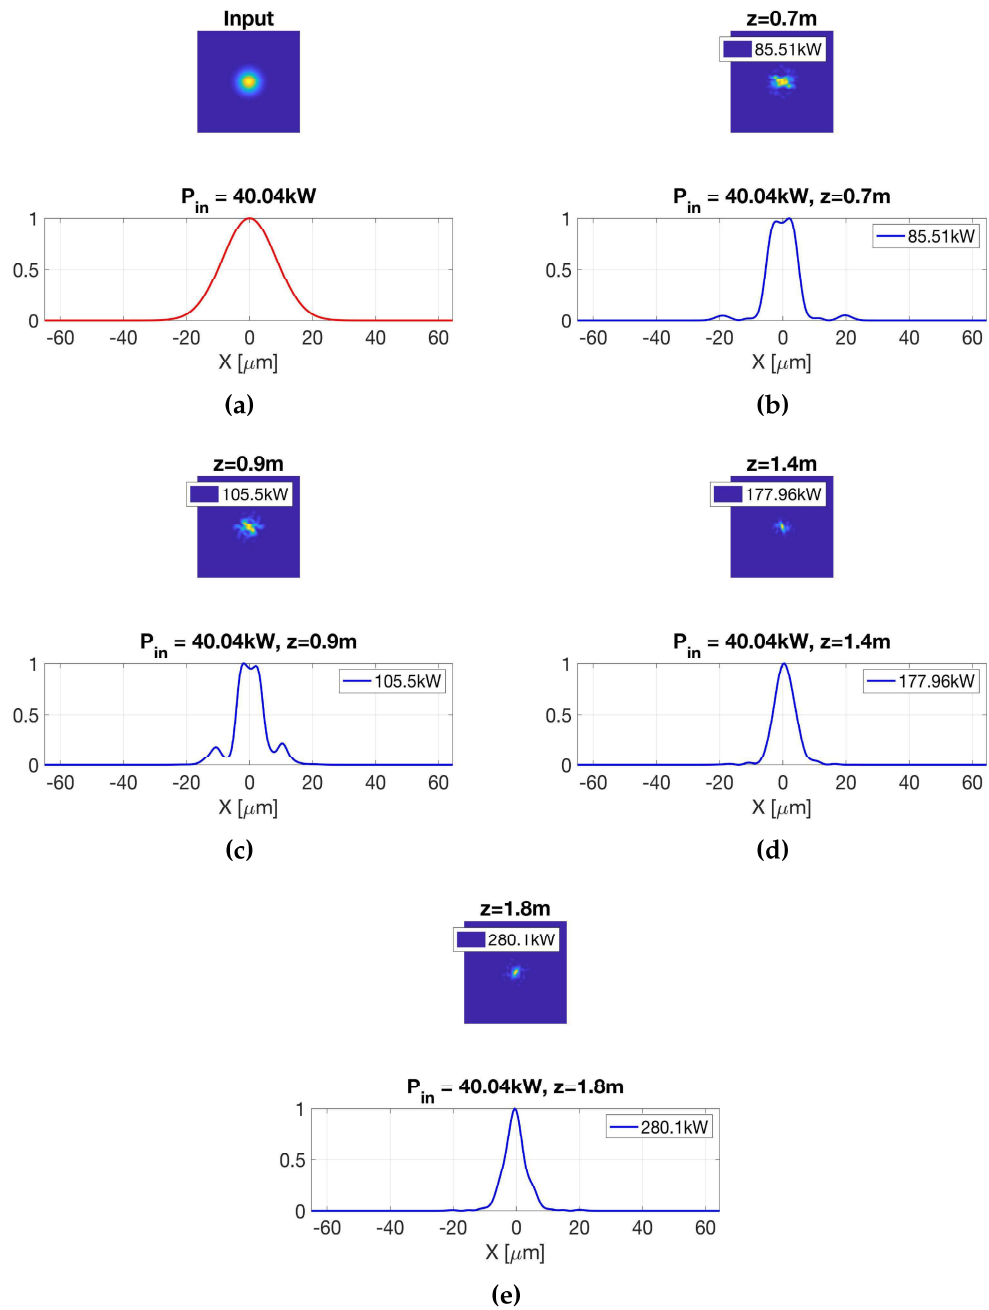 Input
P_in = 40.04kW
1
0.5
0
-60 -40 -20 0 20 40 60
X [μm]
(a)
z=0.7m
85.51kW
P_in = 40.04kW, z=0.7m
85.51kW
1
0.5
0
-60 -40 -20 0 20 40 60
X [μm]
(b)
z=0.9m
105.5kW
P_in = 40.04kW, z=0.9m
105.5kW
1
0.5
0
-60 -40 -20 0 20 40 60
X [μm]
(c)
z=1.4m
177.96kW
P_in = 40.04kW, z=1.4m
177.96kW
1
0.5
0
-60 -40 -20 0 20 40 60
X [μm]
(d)
z=1.8m
280.1kW
P_in = 40.04kW, z=1.8m
280.1kW
1
0.5
0
-60 -40 -20 0 20 40 60
X [μm]
(e)